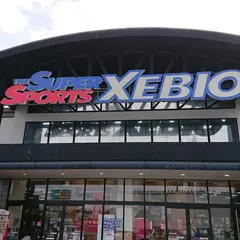 THE SUPER
SPORTS XEBIO